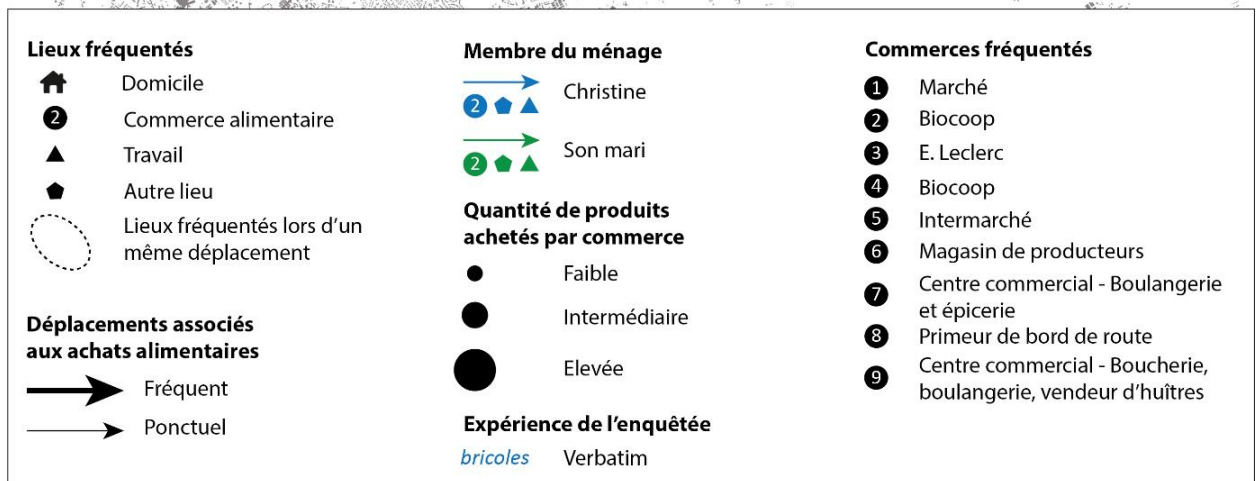 Lieux fréquentés
Domicile
2 Commerce alimentaire
Travail
Autre lieu
Lieux fréquentés lors d’un
même déplacement
Déplacements associés
aux achats alimentaires
Fréquent
Ponctuel
Membre du ménage
2 Christine
2 Son mari
Quantité de produits
achetés par commerce
Faible
Intermédiaire
Elevée
Expérience de l’enquêtée
bricoles Verbatim
Commerces fréquentés
1 Marché
2 Biocoop
3 E. Leclerc
4 Biocoop
5 Intermarché
6 Magasin de producteurs
7 Centre commercial - Boulangerie
et épicerie
8 Primeur de bord de route
9 Centre commercial - Boucherie,
boulangerie, vendeur d’huîtres